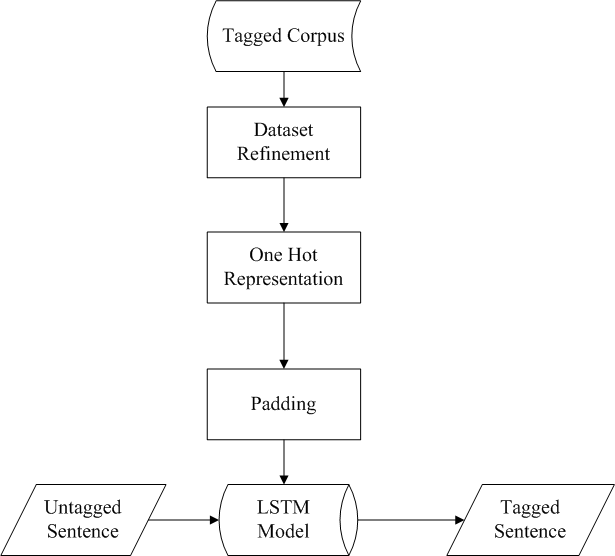 Tagged Corpus
Dataset
Refinement
One Hot
Representation
Padding
Untagged
Sentence
LSTM
Model
Tagged
Sentence